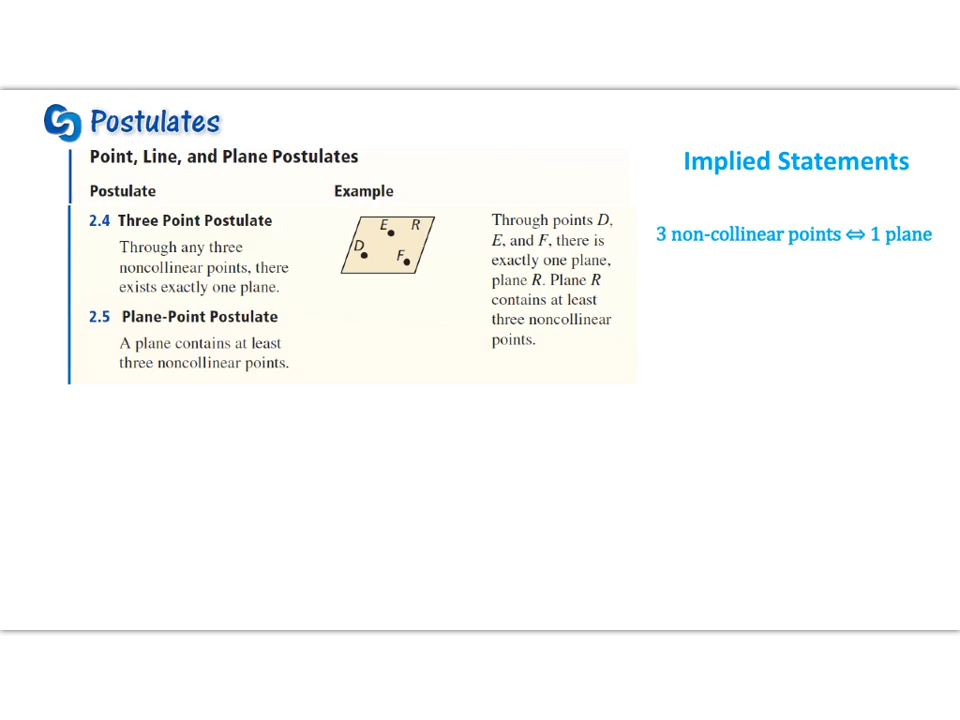 Postulates
Point, Line, and Plane Postulates
Implied Statements
Postulate
Example
2.4 Three Point Postulate
Through any three
noncollinear points, there
exists exactly one plane.
E R
D
F
Through points D,
E, and F, there is
exactly one plane,
plane R. Plane R
contains at least
three noncollinear
points.
3 non-collinear points ⇔ 1 plane
2.5 Plane-Point Postulate
A plane contains at least
three noncollinear points.